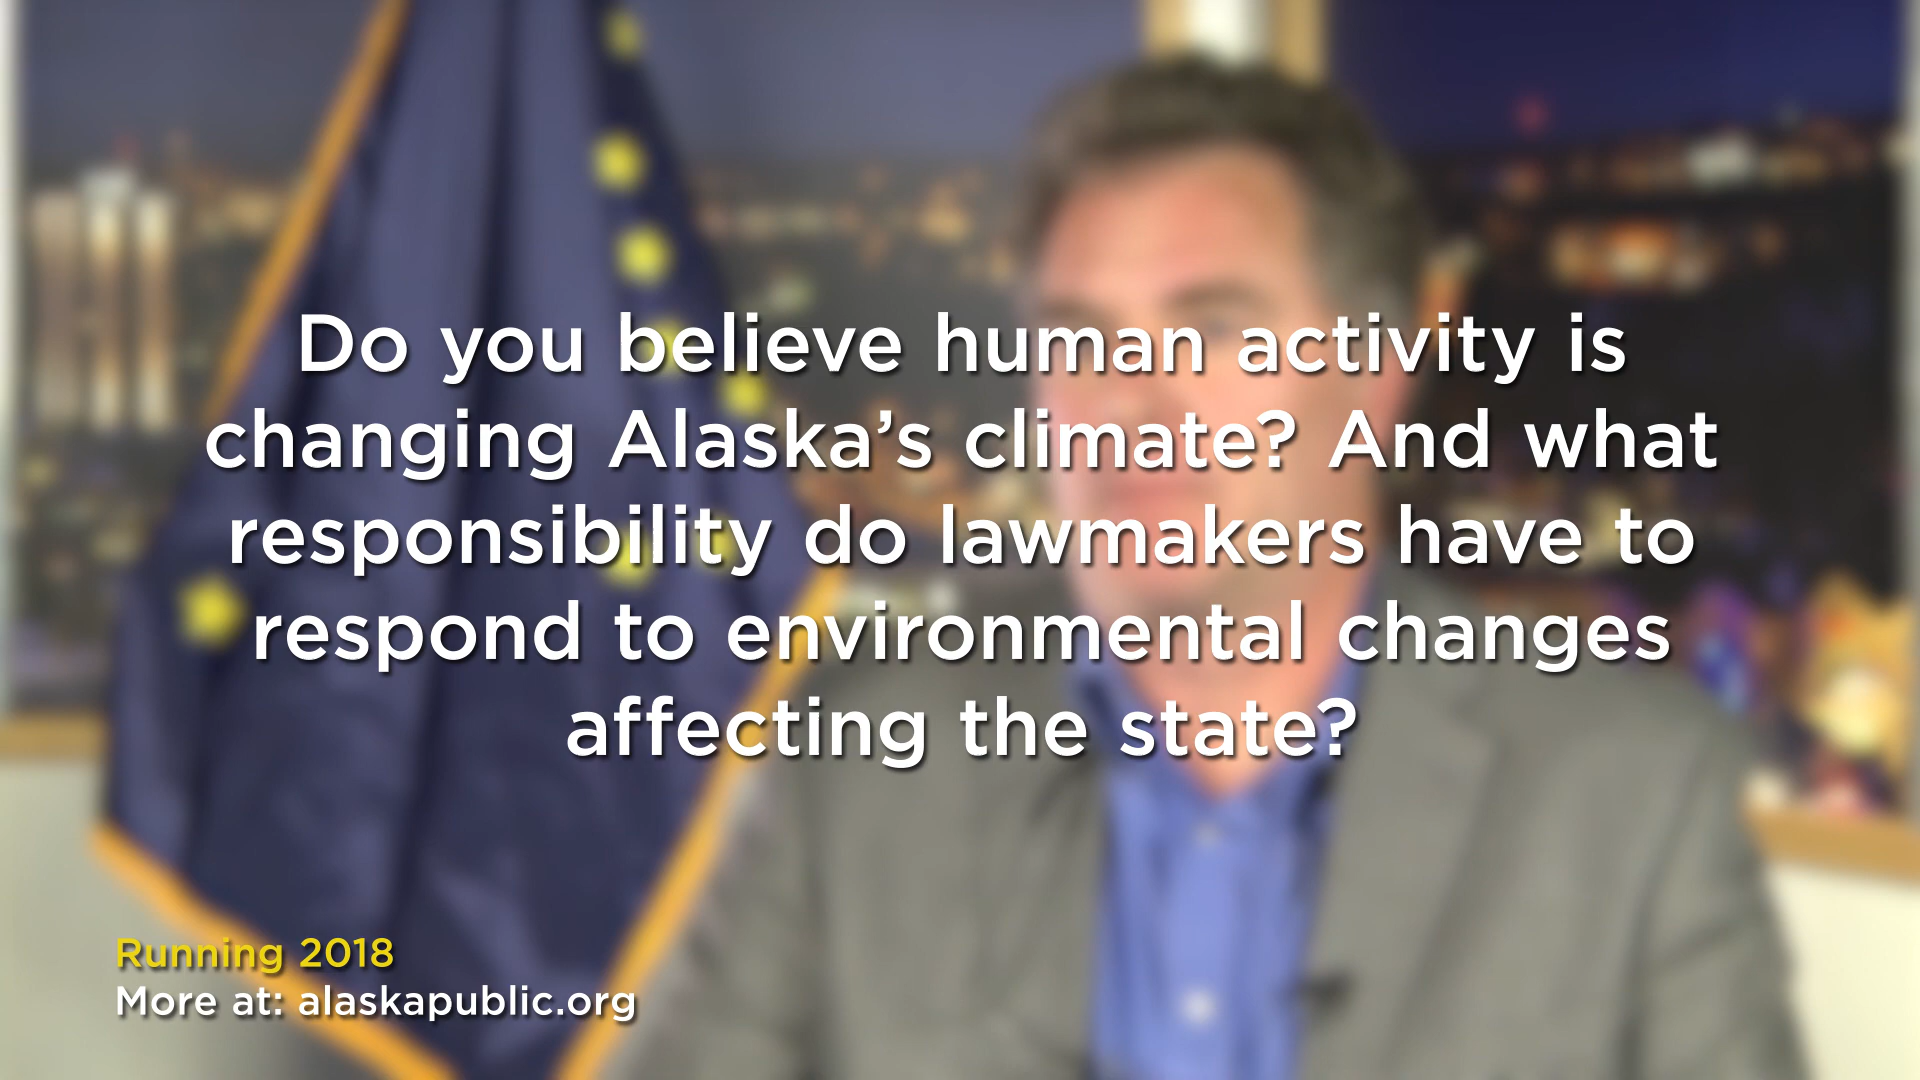 Do you believe human activity is
changing Alaska’s climate? And what
responsibility do lawmakers have to
respond to environmental changes
affecting the state?
Running 2018
More at: alaskapublic.org